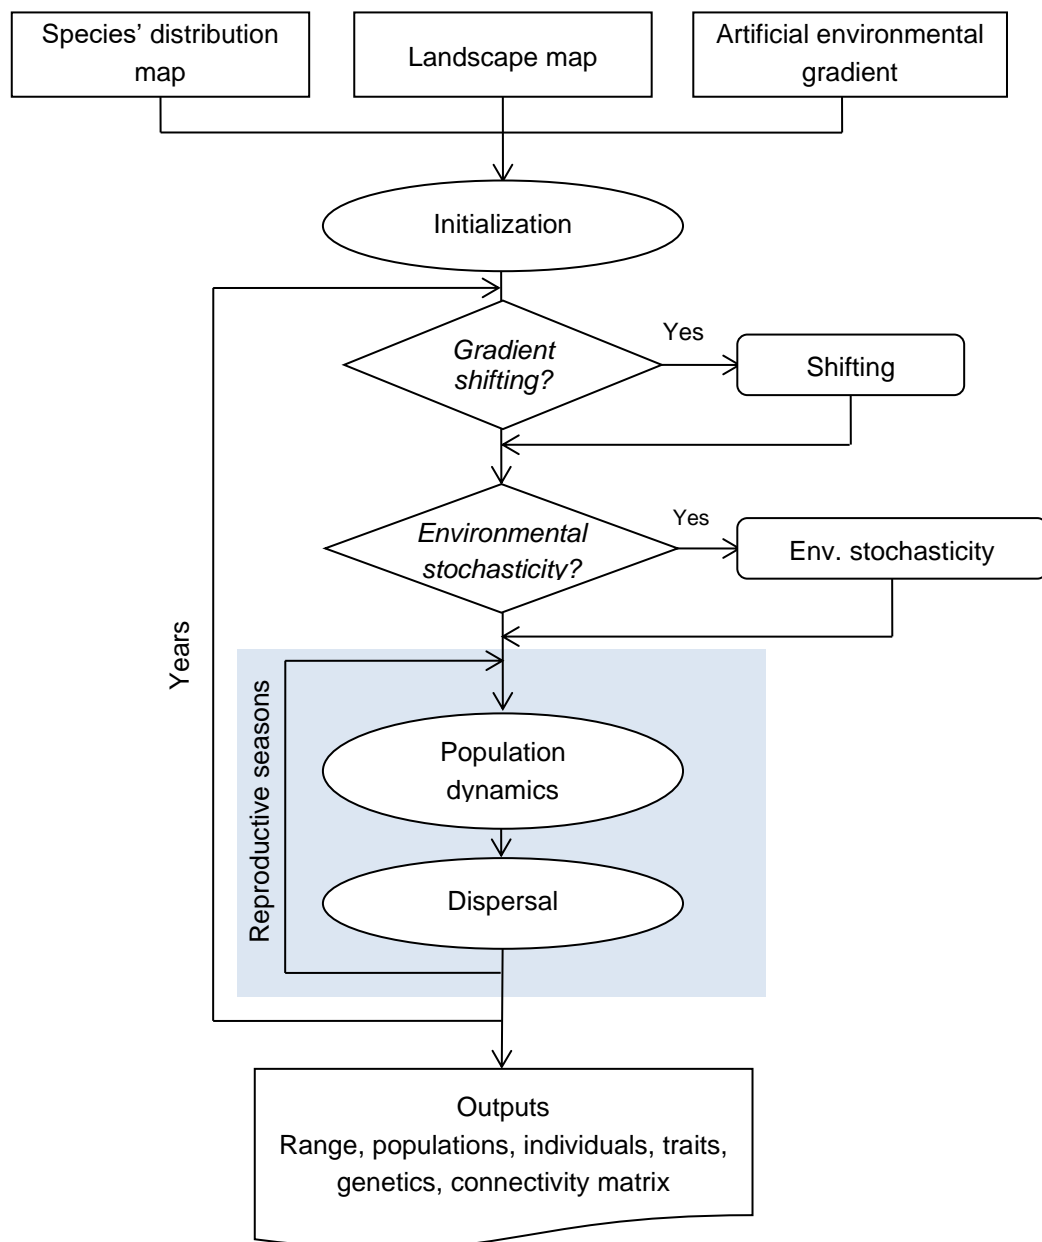 Species’ distribution
map
Landscape map
Artificial environmental
gradient
Initialization
Gradient
shifting?
Yes
Shifting
Environmental
stochasticity?
Yes
Env. stochasticity
Years
Reproductive seasons
Population
dynamics
Dispersal
Outputs
Range, populations, individuals, traits,
genetics, connectivity matrix